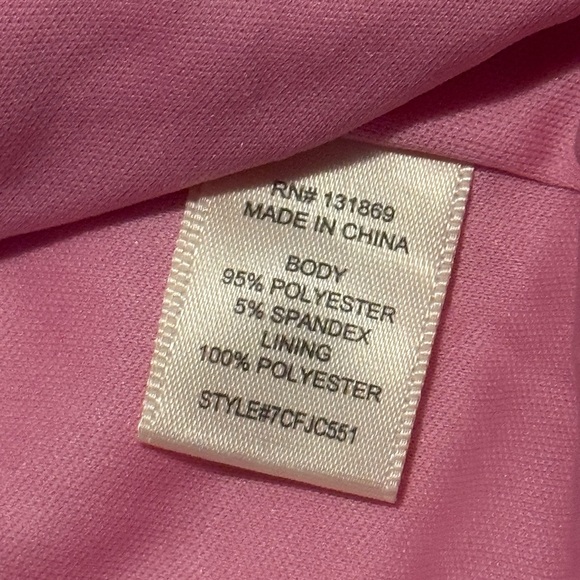 RN# 131869
MADE IN CHINA
BODY
95% POLYESTER
5% SPANDEX
LINING
100% POLYESTER
STYLE#7CFJC551